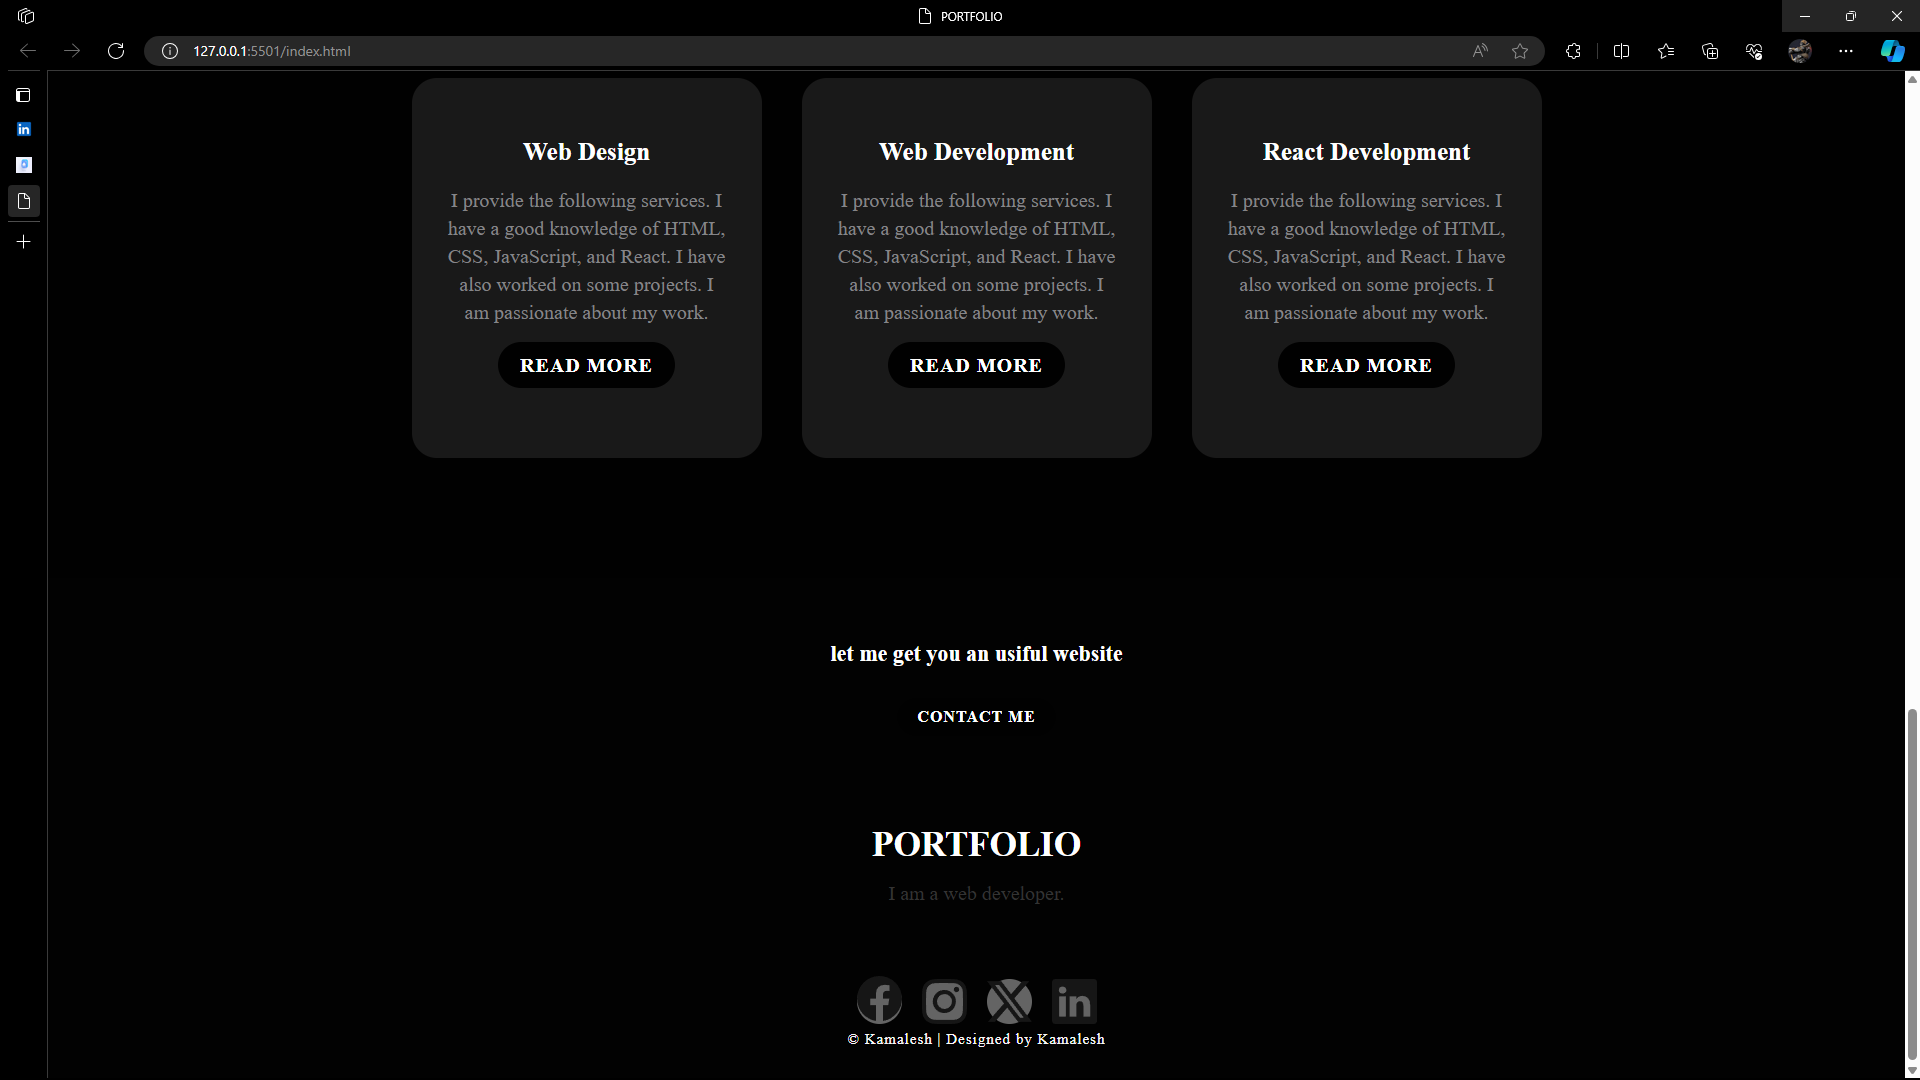 PORTFOLIO
127.0.0.1:5501/index.html
Web Design
I provide the following services. I
have a good knowledge of HTML,
CSS, JavaScript, and React. I have
also worked on some projects. I
am passionate about my work.
READ MORE
Web Development
I provide the following services. I
have a good knowledge of HTML,
CSS, JavaScript, and React. I have
also worked on some projects. I
am passionate about my work.
READ MORE
React Development
I provide the following services. I
have a good knowledge of HTML,
CSS, JavaScript, and React. I have
also worked on some projects. I
am passionate about my work.
READ MORE
let me get you an usiful website
CONTACT ME
PORTFOLIO
I am a web developer.
© Kamalesh | Designed by Kamalesh